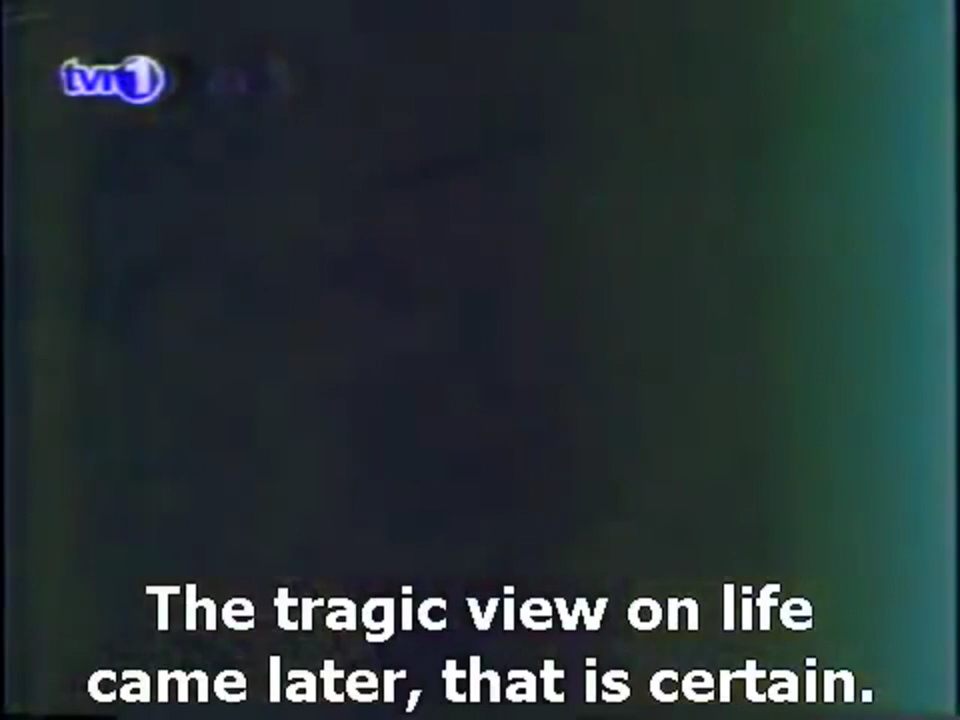 tvr1
The tragic view on life
came later, that is certain.